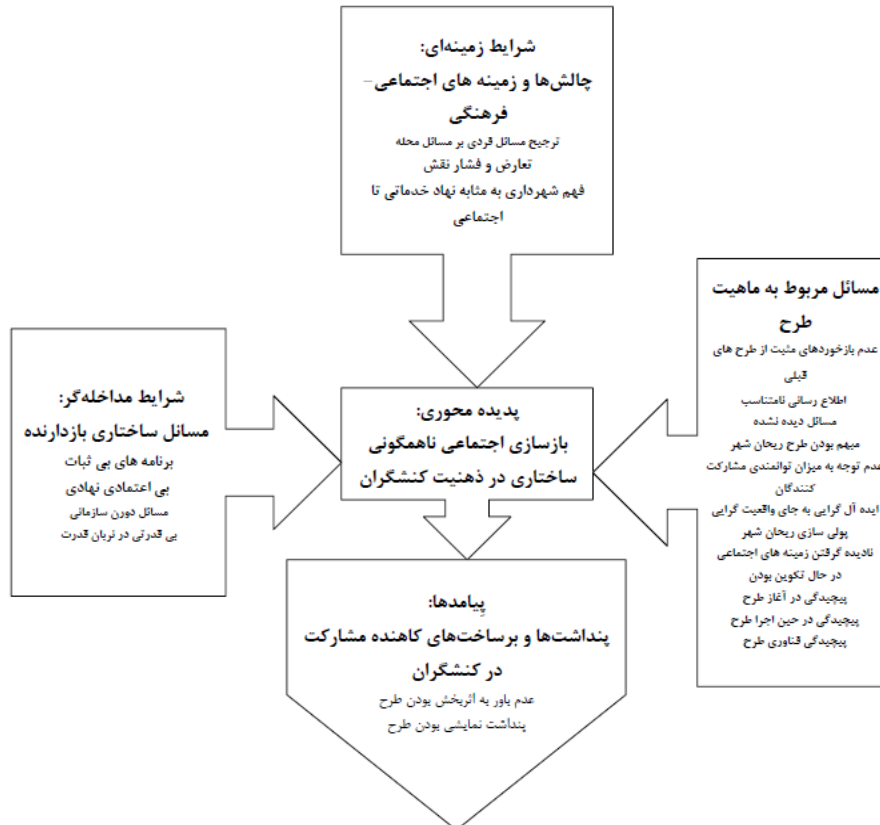 شرایط زمینه‌ای:
چالش‌ها و زمینه های اجتماعی–
فرهنگی
ترجیح مسائل فردی بر مسائل محله
تعارض و فشار نقش
فهم شهرداری به مثابه نهاد خدماتی تا
اجتماعی
مسائل مربوط به ماهیت
طرح
عدم بازخوردهای مثبت از طرح های
قبلی
اطلاع رسانی نامتناسب
مسائل دیده نشده
مبهم بودن طرح ریحان شهر
عدم توجه به میزان توانمندی مشارکت
کنندگان
ایده آل گرایی به جای واقعیت گرایی
پولی سازی ریحان شهر
نادیده گرفتن زمینه های اجتماعی
در حال تکوین بودن
پیچیدگی در آغاز طرح
پیچیدگی در حین اجرا طرح
پیچیدگی فناوری طرح
پدیده محوری:
بازسازی اجتماعی ناهمگونی
ساختاری در ذهنیت کنشگران
شرایط مداخله‌گر:
مسائل ساختاری بازدارنده
برنامه های بی ثبات
بی اعتمادی نهادی
مسائل دورن سازمانی
بی قدرتی در نربان قدرت
پیامدها:
پنداشت‌ها و برساخت‌های کاهنده مشارکت
در کنشگران
عدم باور به اثربخش بودن طرح
پنداشت نمایشی بودن طرح